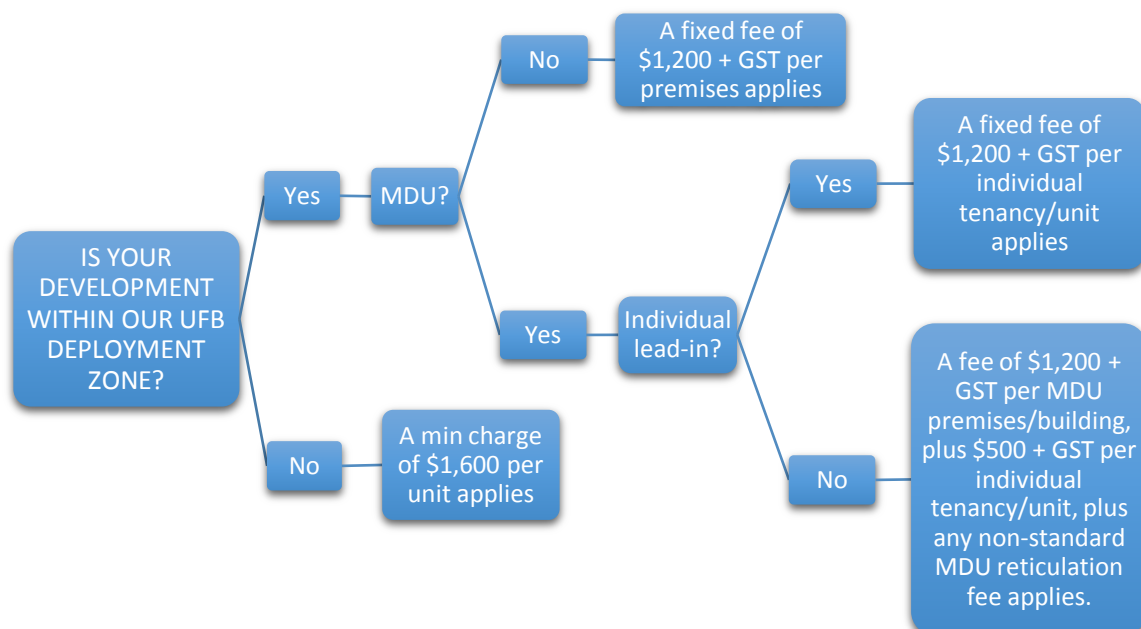 IS YOUR
DEVELOPMENT
WITHIN OUR UFB
DEPLOYMENT
ZONE?
Yes
MDU?
No
A fixed fee of
$1,200 + GST per
premises applies
Yes
Individual
lead-in?
Yes
A fixed fee of
$1,200 + GST per
individual
tenancy/unit
applies
No
A fee of $1,200 +
GST per MDU
premises/building,
plus $500 + GST per
individual
tenancy/unit, plus
any non-standard
MDU reticulation
fee applies.
No
A min charge
of $1,600 per
unit applies